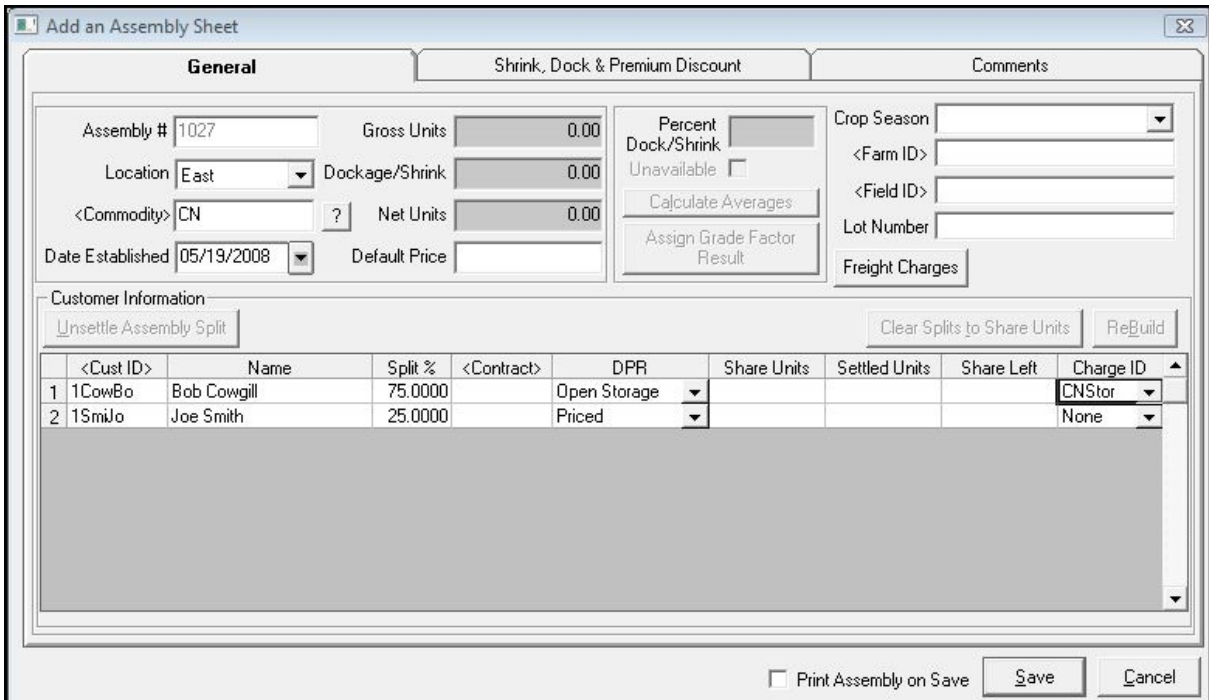 Add an Assembly Sheet
General Shrink, Dock & Premium Discount Comments
Assembly # 1027 Gross Units 0.00 Percent Dock/Shrink Crop Season
Location East Dockage/Shrink 0.00 Unavailable <Farm ID>
<Commodity> CN ? Net Units 0.00 Calculate Averages <Field ID>
Date Established 05/19/2008 Default Price Assign Grade Factor Result Lot Number
Freight Charges
Customer Information
Unsettle Assembly Split Clear Splits to Share Units ReBuild
<Cust ID> Name Split % <Contract> DPR Share Units Settled Units Share Left Charge ID
1 1CowBo Bob Cowgill 75.0000 Open Storage CNStor
2 1SmiJo Joe Smith 25.0000 Priced None
Print Assembly on Save Save Cancel